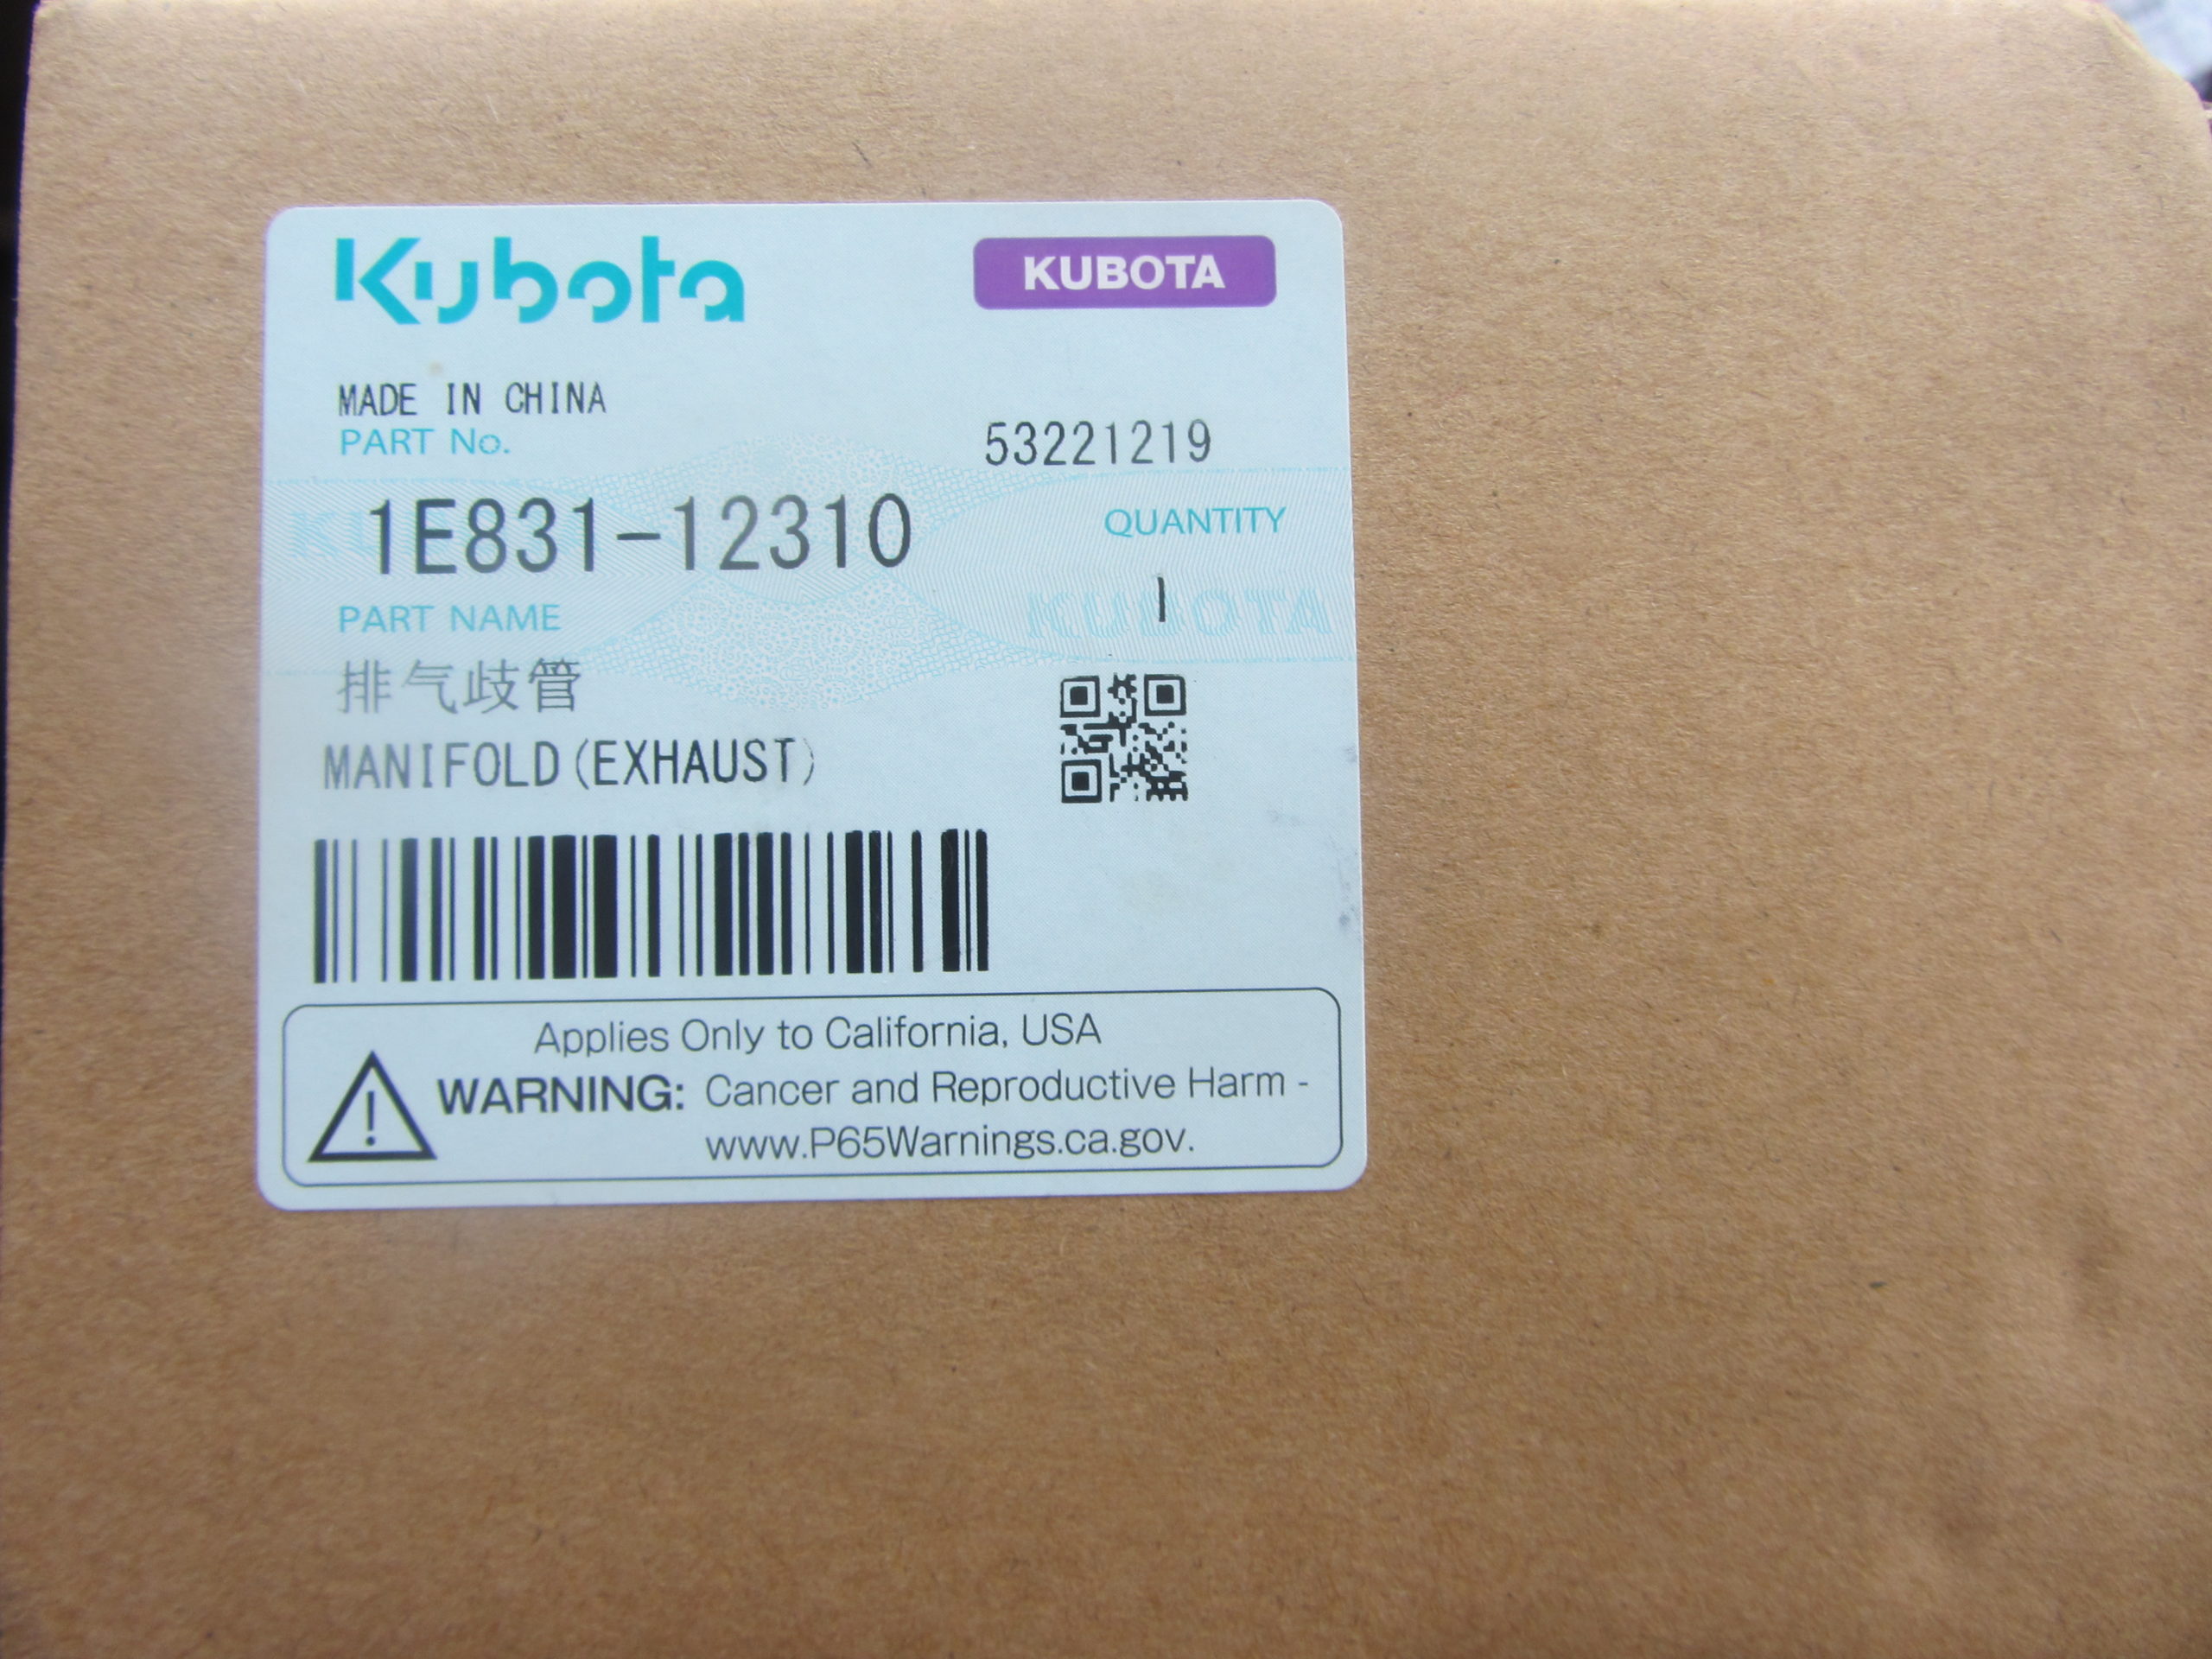 Kubota
KUBOTA
MADE IN CHINA
PART No.
53221219
1E831-12310
QUANTITY
1
KUBOTA
PART NAME
排气歧管
MANIFOLD(EXHAUST)
Applies Only to California, USA
WARNING: Cancer and Reproductive Harm -
www.P65Warnings.ca.gov.